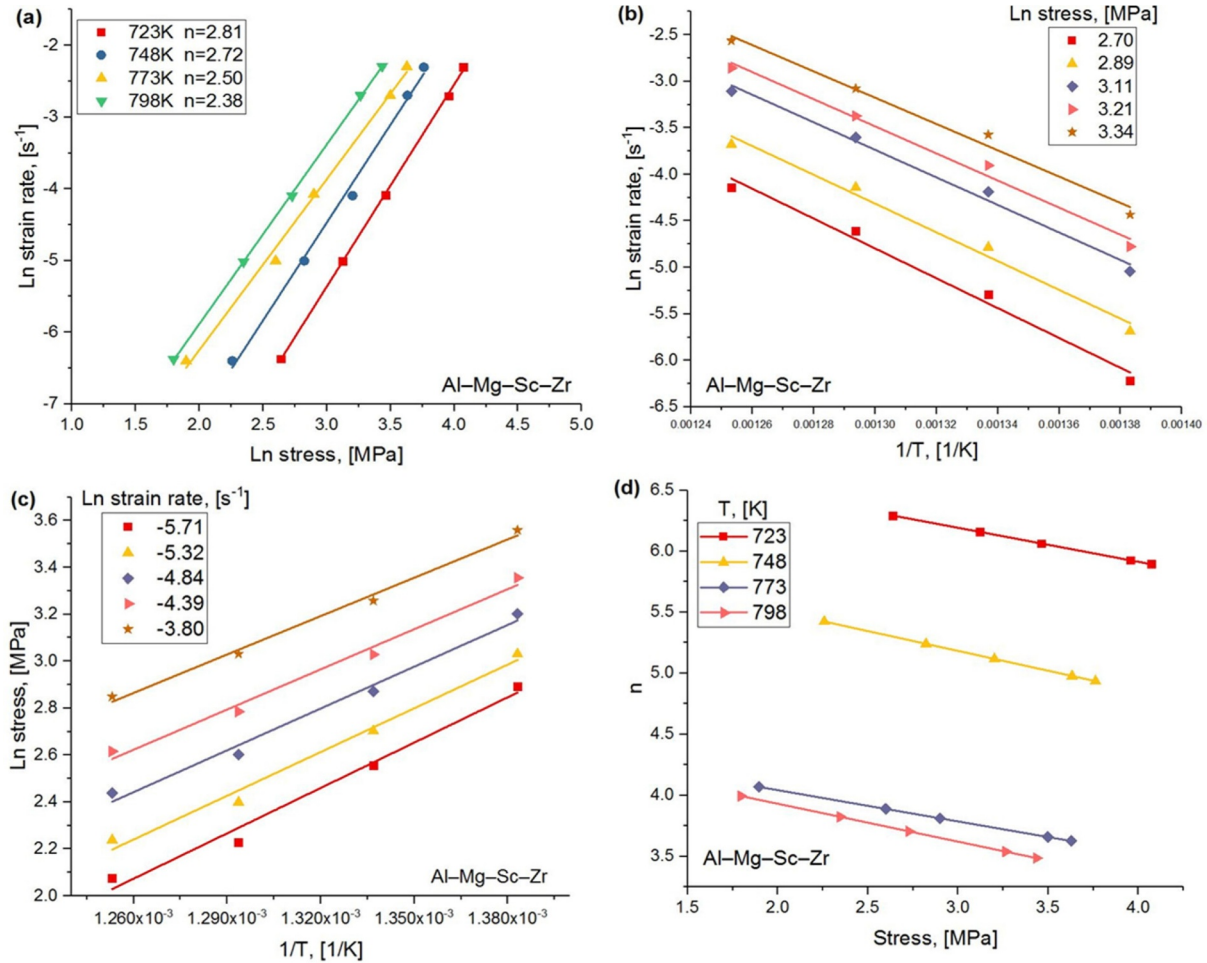 (a)
723K n=2.81
748K n=2.72
773K n=2.50
798K n=2.38
-2
-3
-4
-5
-6
-7
Ln strain rate, [s⁻¹]
Al–Mg–Sc–Zr
1.0 1.5 2.0 2.5 3.0 3.5 4.0 4.5 5.0
Ln stress, [MPa]
(b)
Ln stress, [MPa]
2.70
2.89
3.11
3.21
3.34
-2.5
-3.0
-3.5
-4.0
-4.5
-5.0
-5.5
-6.0
-6.5
Ln strain rate, [s⁻¹]
Al–Mg–Sc–Zr
0.00124 0.00126 0.00128 0.00130 0.00132 0.00134 0.00136 0.00138 0.00140
1/T, [1/K]
(c)
Ln strain rate, [s⁻¹]
-5.71
-5.32
-4.84
-4.39
-3.80
3.6
3.4
3.2
3.0
2.8
2.6
2.4
2.2
2.0
Ln stress, [MPa]
Al–Mg–Sc–Zr
1.260x10⁻³ 1.290x10⁻³ 1.320x10⁻³ 1.350x10⁻³ 1.380x10⁻³
1/T, [1/K]
(d)
T, [K]
723
748
773
798
6.5
6.0
5.5
5.0
4.5
4.0
3.5
n
Al–Mg–Sc–Zr
1.5 2.0 2.5 3.0 3.5 4.0
Stress, [MPa]